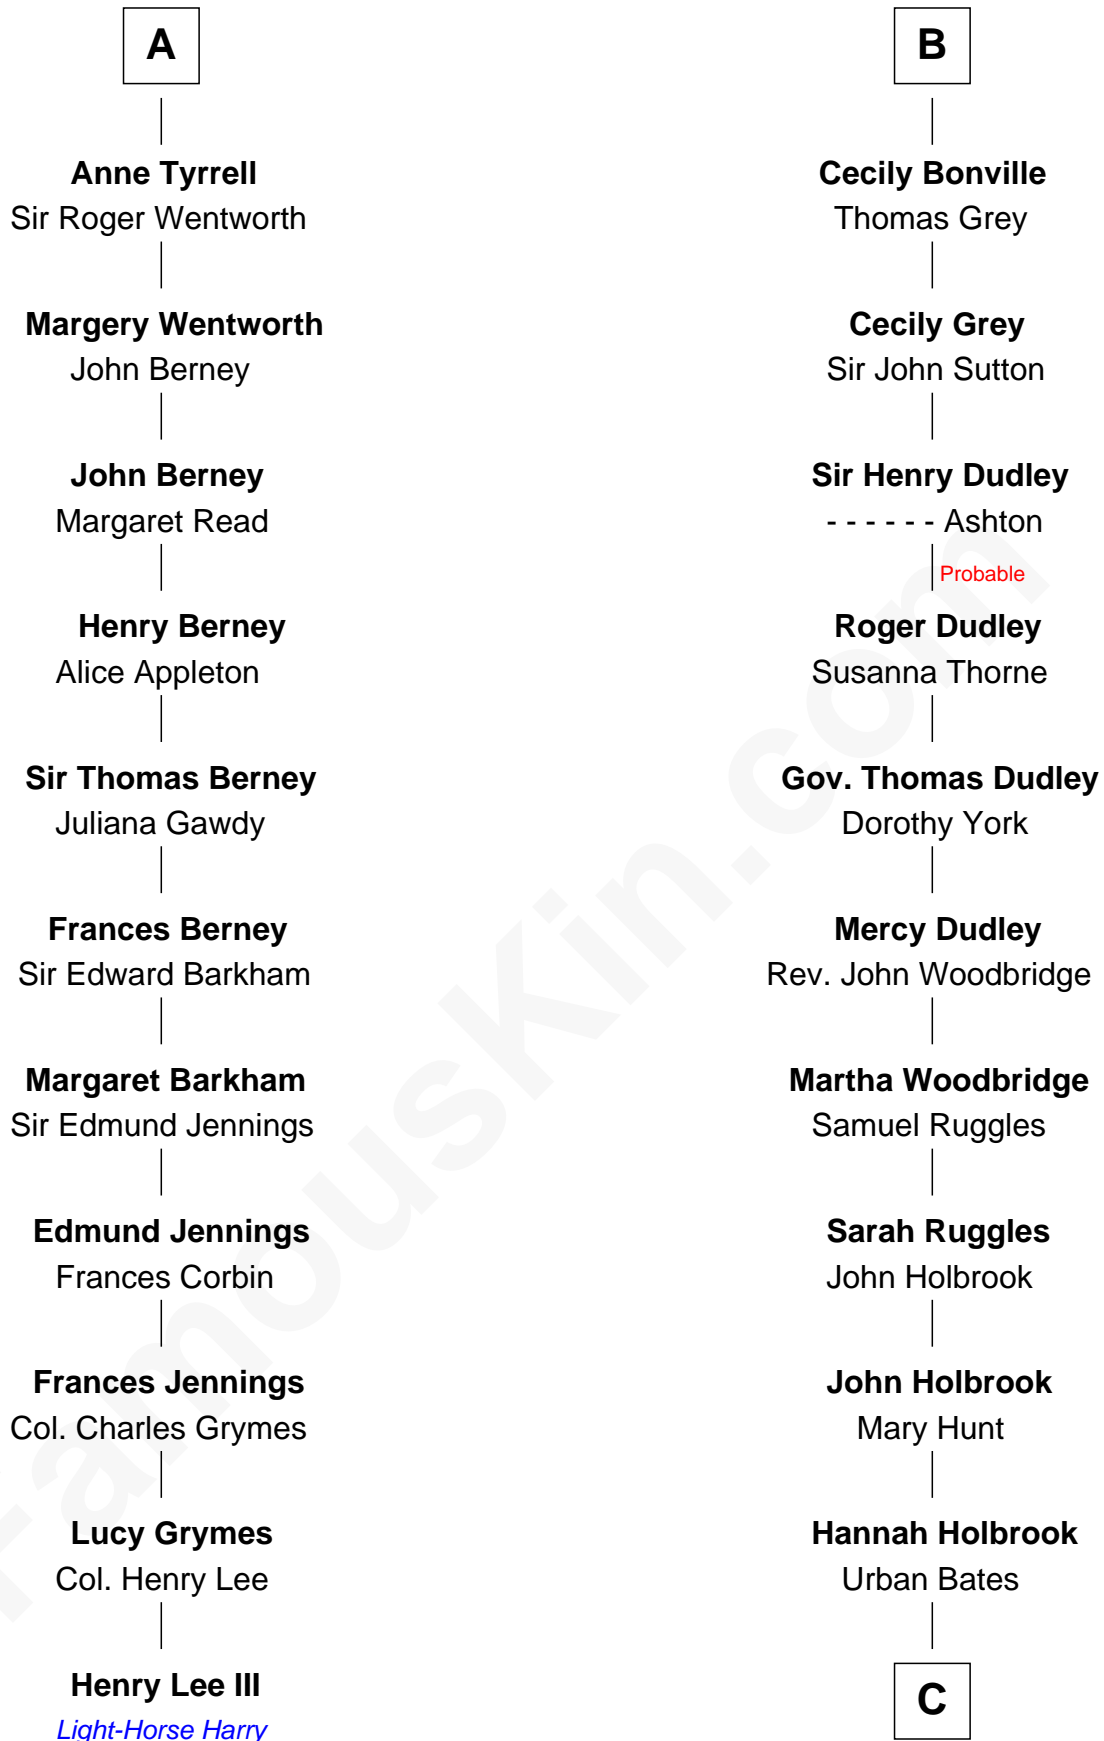 A
Anne Tyrrell
Sir Roger Wentworth
Margery Wentworth
John Berney
John Berney
Margaret Read
Henry Berney
Alice Appleton
Sir Thomas Berney
Juliana Gawdy
Frances Berney
Sir Edward Barkham
Margaret Barkham
Sir Edmund Jennings
Edmund Jennings
Frances Corbin
Frances Jennings
Col. Charles Grymes
Lucy Grymes
Col. Henry Lee
Henry Lee III
Light-Horse Harry
B
Cecily Bonville
Thomas Grey
Cecily Grey
Sir John Sutton
Sir Henry Dudley
- - - - - - Ashton
Probable
Roger Dudley
Susanna Thorne
Gov. Thomas Dudley
Dorothy York
Mercy Dudley
Rev. John Woodbridge
Martha Woodbridge
Samuel Ruggles
Sarah Ruggles
John Holbrook
John Holbrook
Mary Hunt
Hannah Holbrook
Urban Bates
C
FamousKin.com